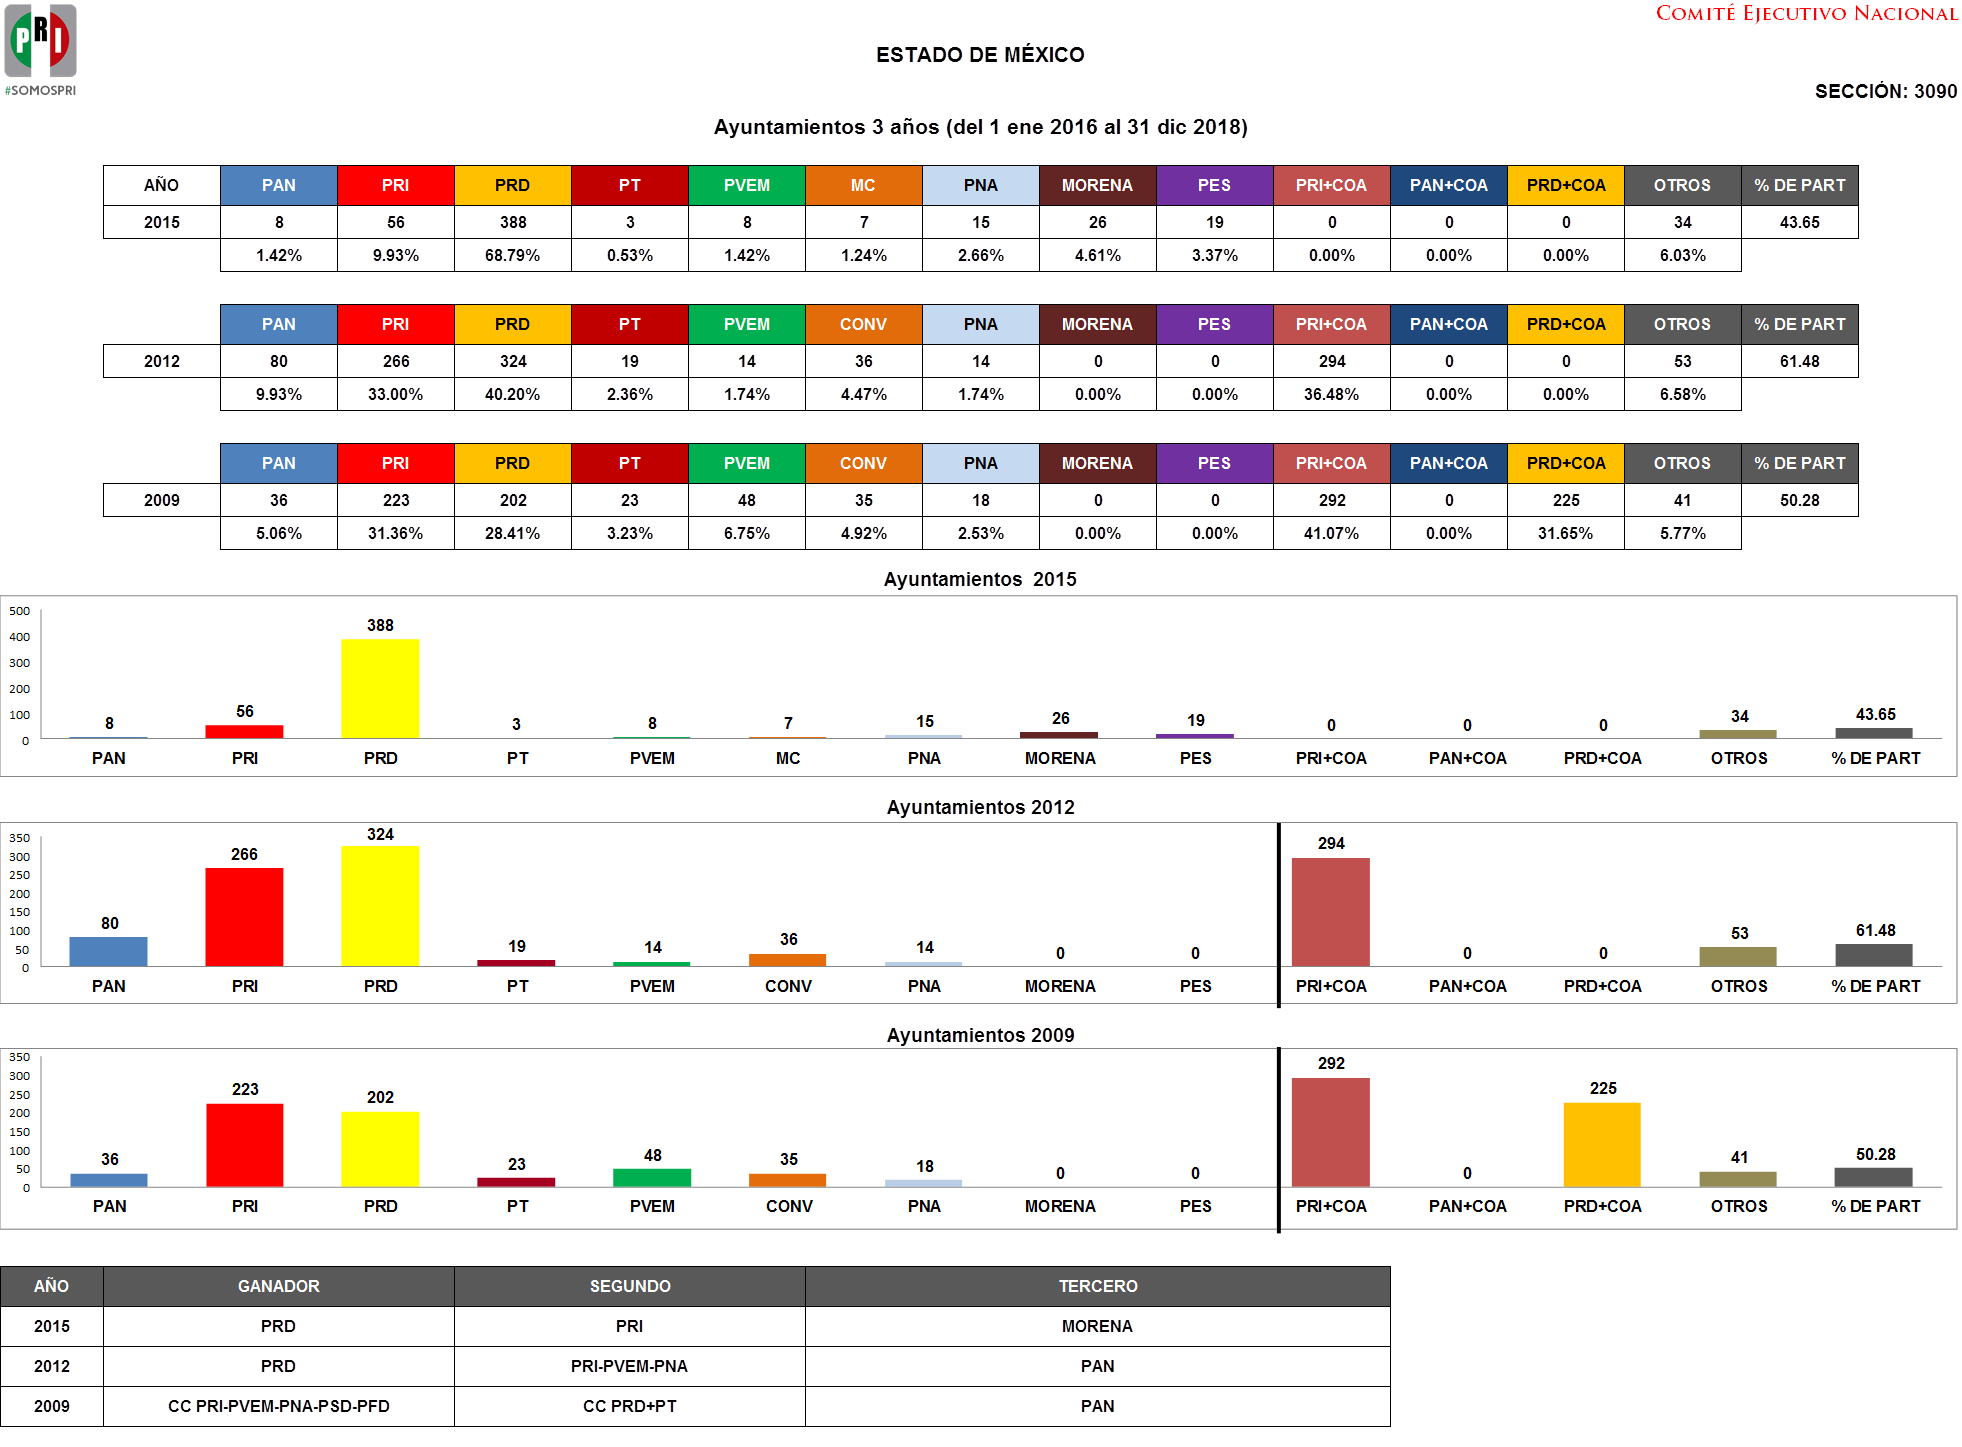 COMITÉ EJECUTIVO NACIONAL
PRI
#SOMOSPRI
ESTADO DE MÉXICO
SECCIÓN: 3090
Ayuntamientos 3 años (del 1 ene 2016 al 31 dic 2018)
AÑO PAN PRI PRD PT PVEM MC PNA MORENA PES PRI+COA PAN+COA PRD+COA OTROS % DE PART
2015 8 56 388 3 8 7 15 26 19 0 0 0 34 43.65
1.42% 9.93% 68.79% 0.53% 1.42% 1.24% 2.66% 4.61% 3.37% 0.00% 0.00% 0.00% 6.03%
PAN PRI PRD PT PVEM CONV PNA MORENA PES PRI+COA PAN+COA PRD+COA OTROS % DE PART
2012 80 266 324 19 14 36 14 0 0 294 0 0 53 61.48
9.93% 33.00% 40.20% 2.36% 1.74% 4.47% 1.74% 0.00% 0.00% 36.48% 0.00% 0.00% 6.58%
PAN PRI PRD PT PVEM CONV PNA MORENA PES PRI+COA PAN+COA PRD+COA OTROS % DE PART
2009 36 223 202 23 48 35 18 0 0 292 0 225 41 50.28
5.06% 31.36% 28.41% 3.23% 6.75% 4.92% 2.53% 0.00% 0.00% 41.07% 0.00% 31.65% 5.77%
Ayuntamientos 2015
500
400
300
200
100
0
8 56 388 3 8 7 15 26 19 0 0 0 34 43.65
PAN PRI PRD PT PVEM MC PNA MORENA PES PRI+COA PAN+COA PRD+COA OTROS % DE PART
Ayuntamientos 2012
350
300
250
200
150
100
50
0
80 266 324 19 14 36 14 0 0 294 0 0 53 61.48
PAN PRI PRD PT PVEM CONV PNA MORENA PES PRI+COA PAN+COA PRD+COA OTROS % DE PART
Ayuntamientos 2009
350
300
250
200
150
100
50
0
36 223 202 23 48 35 18 0 0 292 0 225 41 50.28
PAN PRI PRD PT PVEM CONV PNA MORENA PES PRI+COA PAN+COA PRD+COA OTROS % DE PART
AÑO GANADOR SEGUNDO TERCERO
2015 PRD PRI MORENA
2012 PRD PRI-PVEM-PNA PAN
2009 CC PRI-PVEM-PNA-PSD-PFD CC PRD+PT PAN